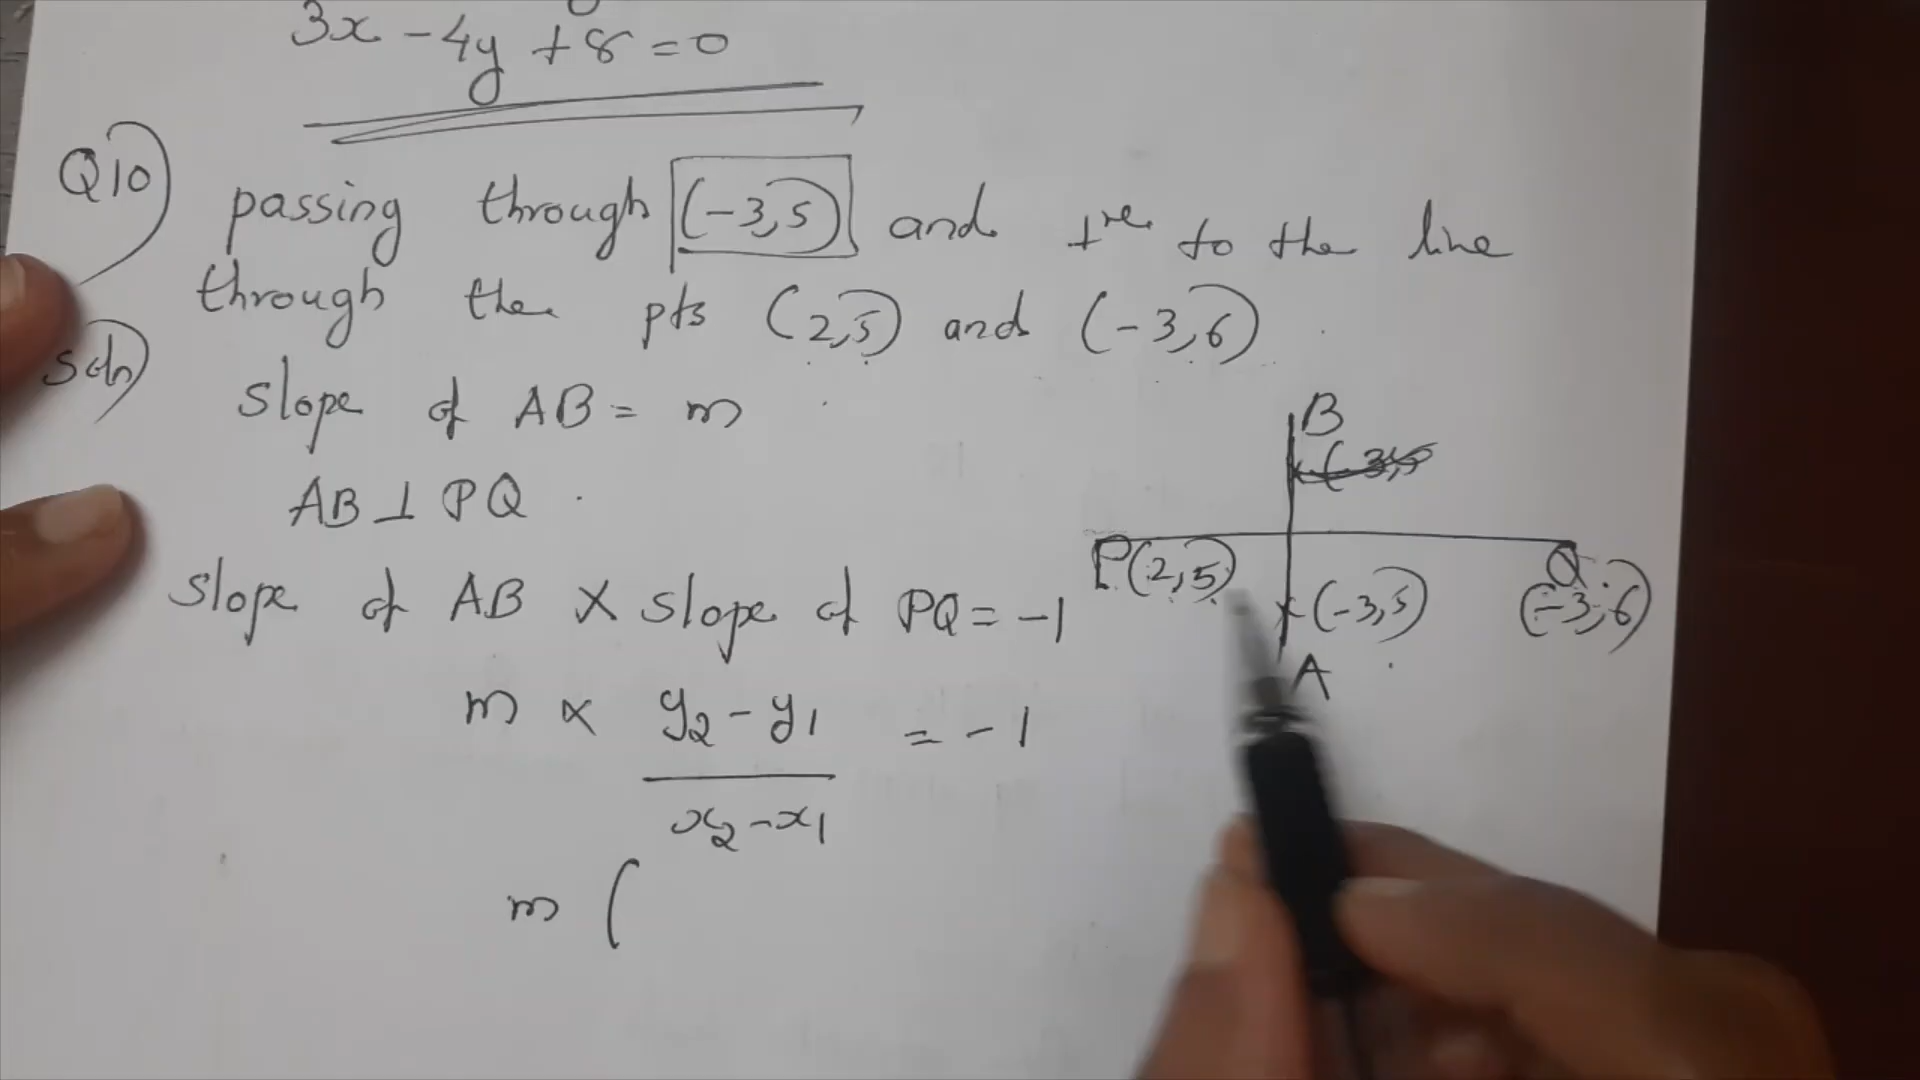 3x - 4y + 8 = 0
Q10) passing through (-3,5) and ⊥re to the line
through the pts (2,5) and (-3,6)
Soln) Slope of AB = m
AB ⊥ PQ
Slope of AB X slope of PQ = -1
m × y2 - y1 / x2 - x1 = -1
m (
B
P(2,5)
Q
(-3,6)
(-3,5)
A